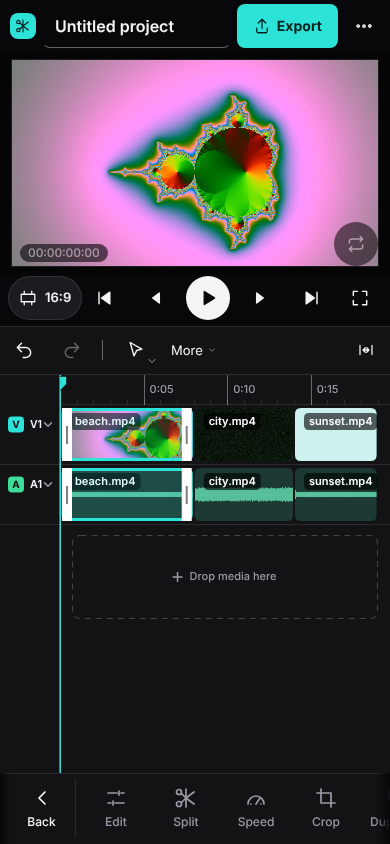 Untitled project
Export
00:00:00:00
16:9
More
0:05
0:10
0:15
V V1
beach.mp4
city.mp4
sunset.mp4
A A1
beach.mp4
city.mp4
sunset.mp4
Drop media here
Back
Edit
Split
Speed
Crop